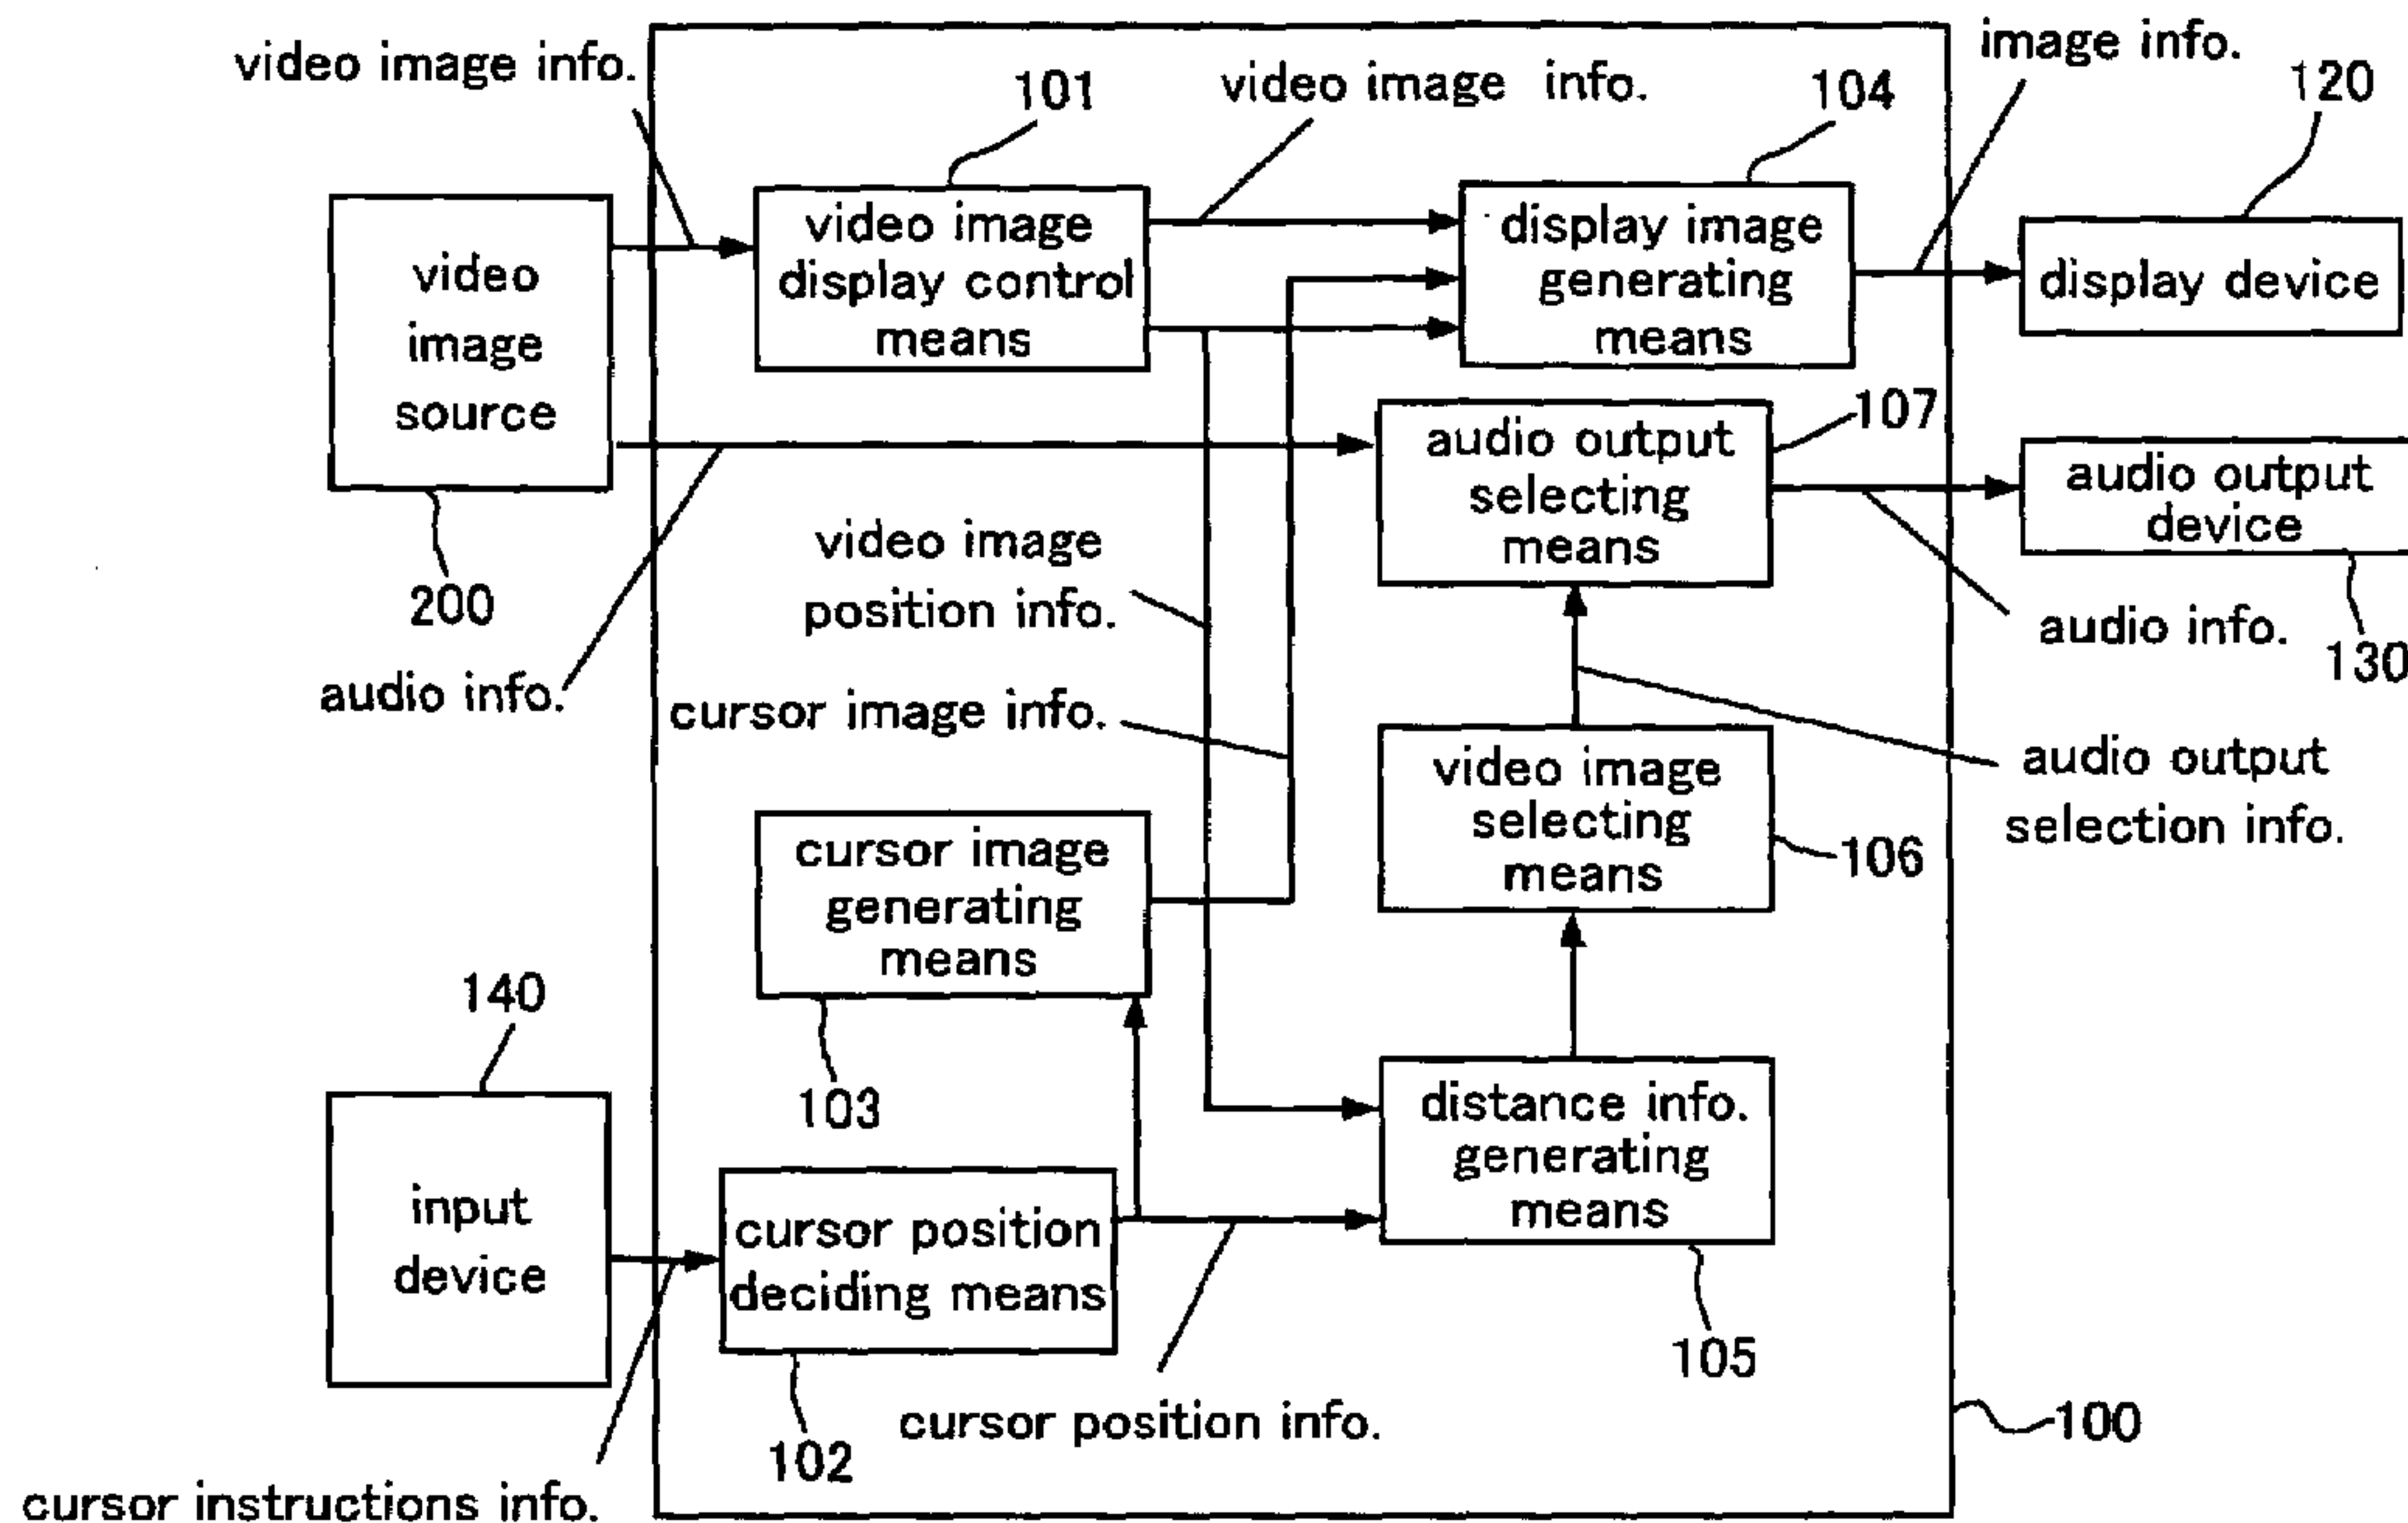 video image info.
101
video image info.
104
image info.
120
video
image
source
200
video image
display control
means
display image
generating
means
display device
audio output
selecting
means
107
audio output
device
130
audio info.
video image
position info.
audio info.
cursor image info.
audio output
selection info.
video image
selecting
means
106
cursor image
generating
means
103
140
input
device
distance info.
generating
means
105
cursor position
deciding means
102
cursor position info.
100
cursor instructions info.